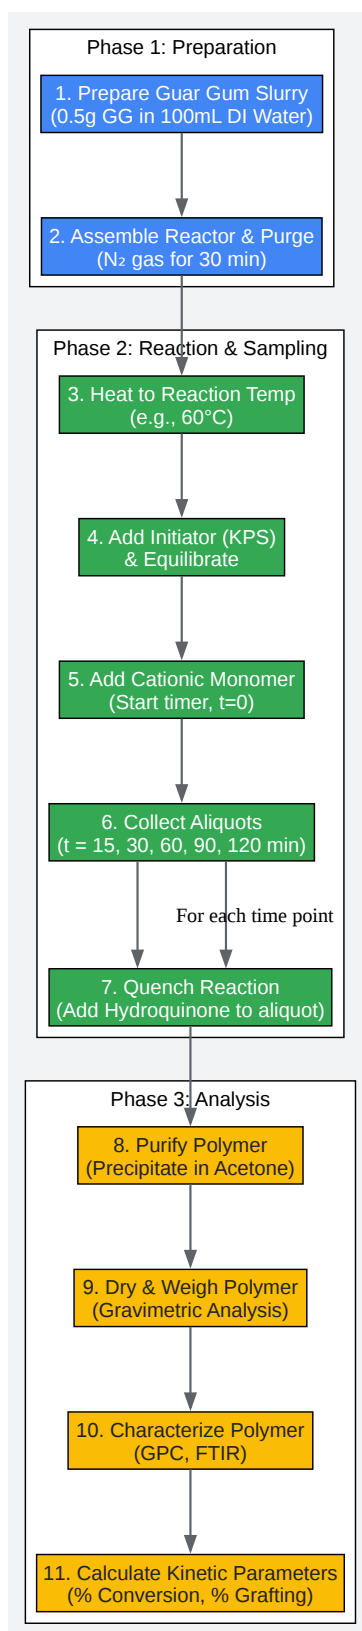 Phase 1: Preparation
1. Prepare Guar Gum Slurry
(0.5g GG in 100mL DI Water)
2. Assemble Reactor & Purge
(N₂ gas for 30 min)
Phase 2: Reaction & Sampling
3. Heat to Reaction Temp
(e.g., 60°C)
4. Add Initiator (KPS)
& Equilibrate
5. Add Cationic Monomer
(Start timer, t=0)
6. Collect Aliquots
(t = 15, 30, 60, 90, 120 min)
For each time point
7. Quench Reaction
(Add Hydroquinone to aliquot)
Phase 3: Analysis
8. Purify Polymer
(Precipitate in Acetone)
9. Dry & Weigh Polymer
(Gravimetric Analysis)
10. Characterize Polymer
(GPC, FTIR)
11. Calculate Kinetic Parameters
(% Conversion, % Grafting)